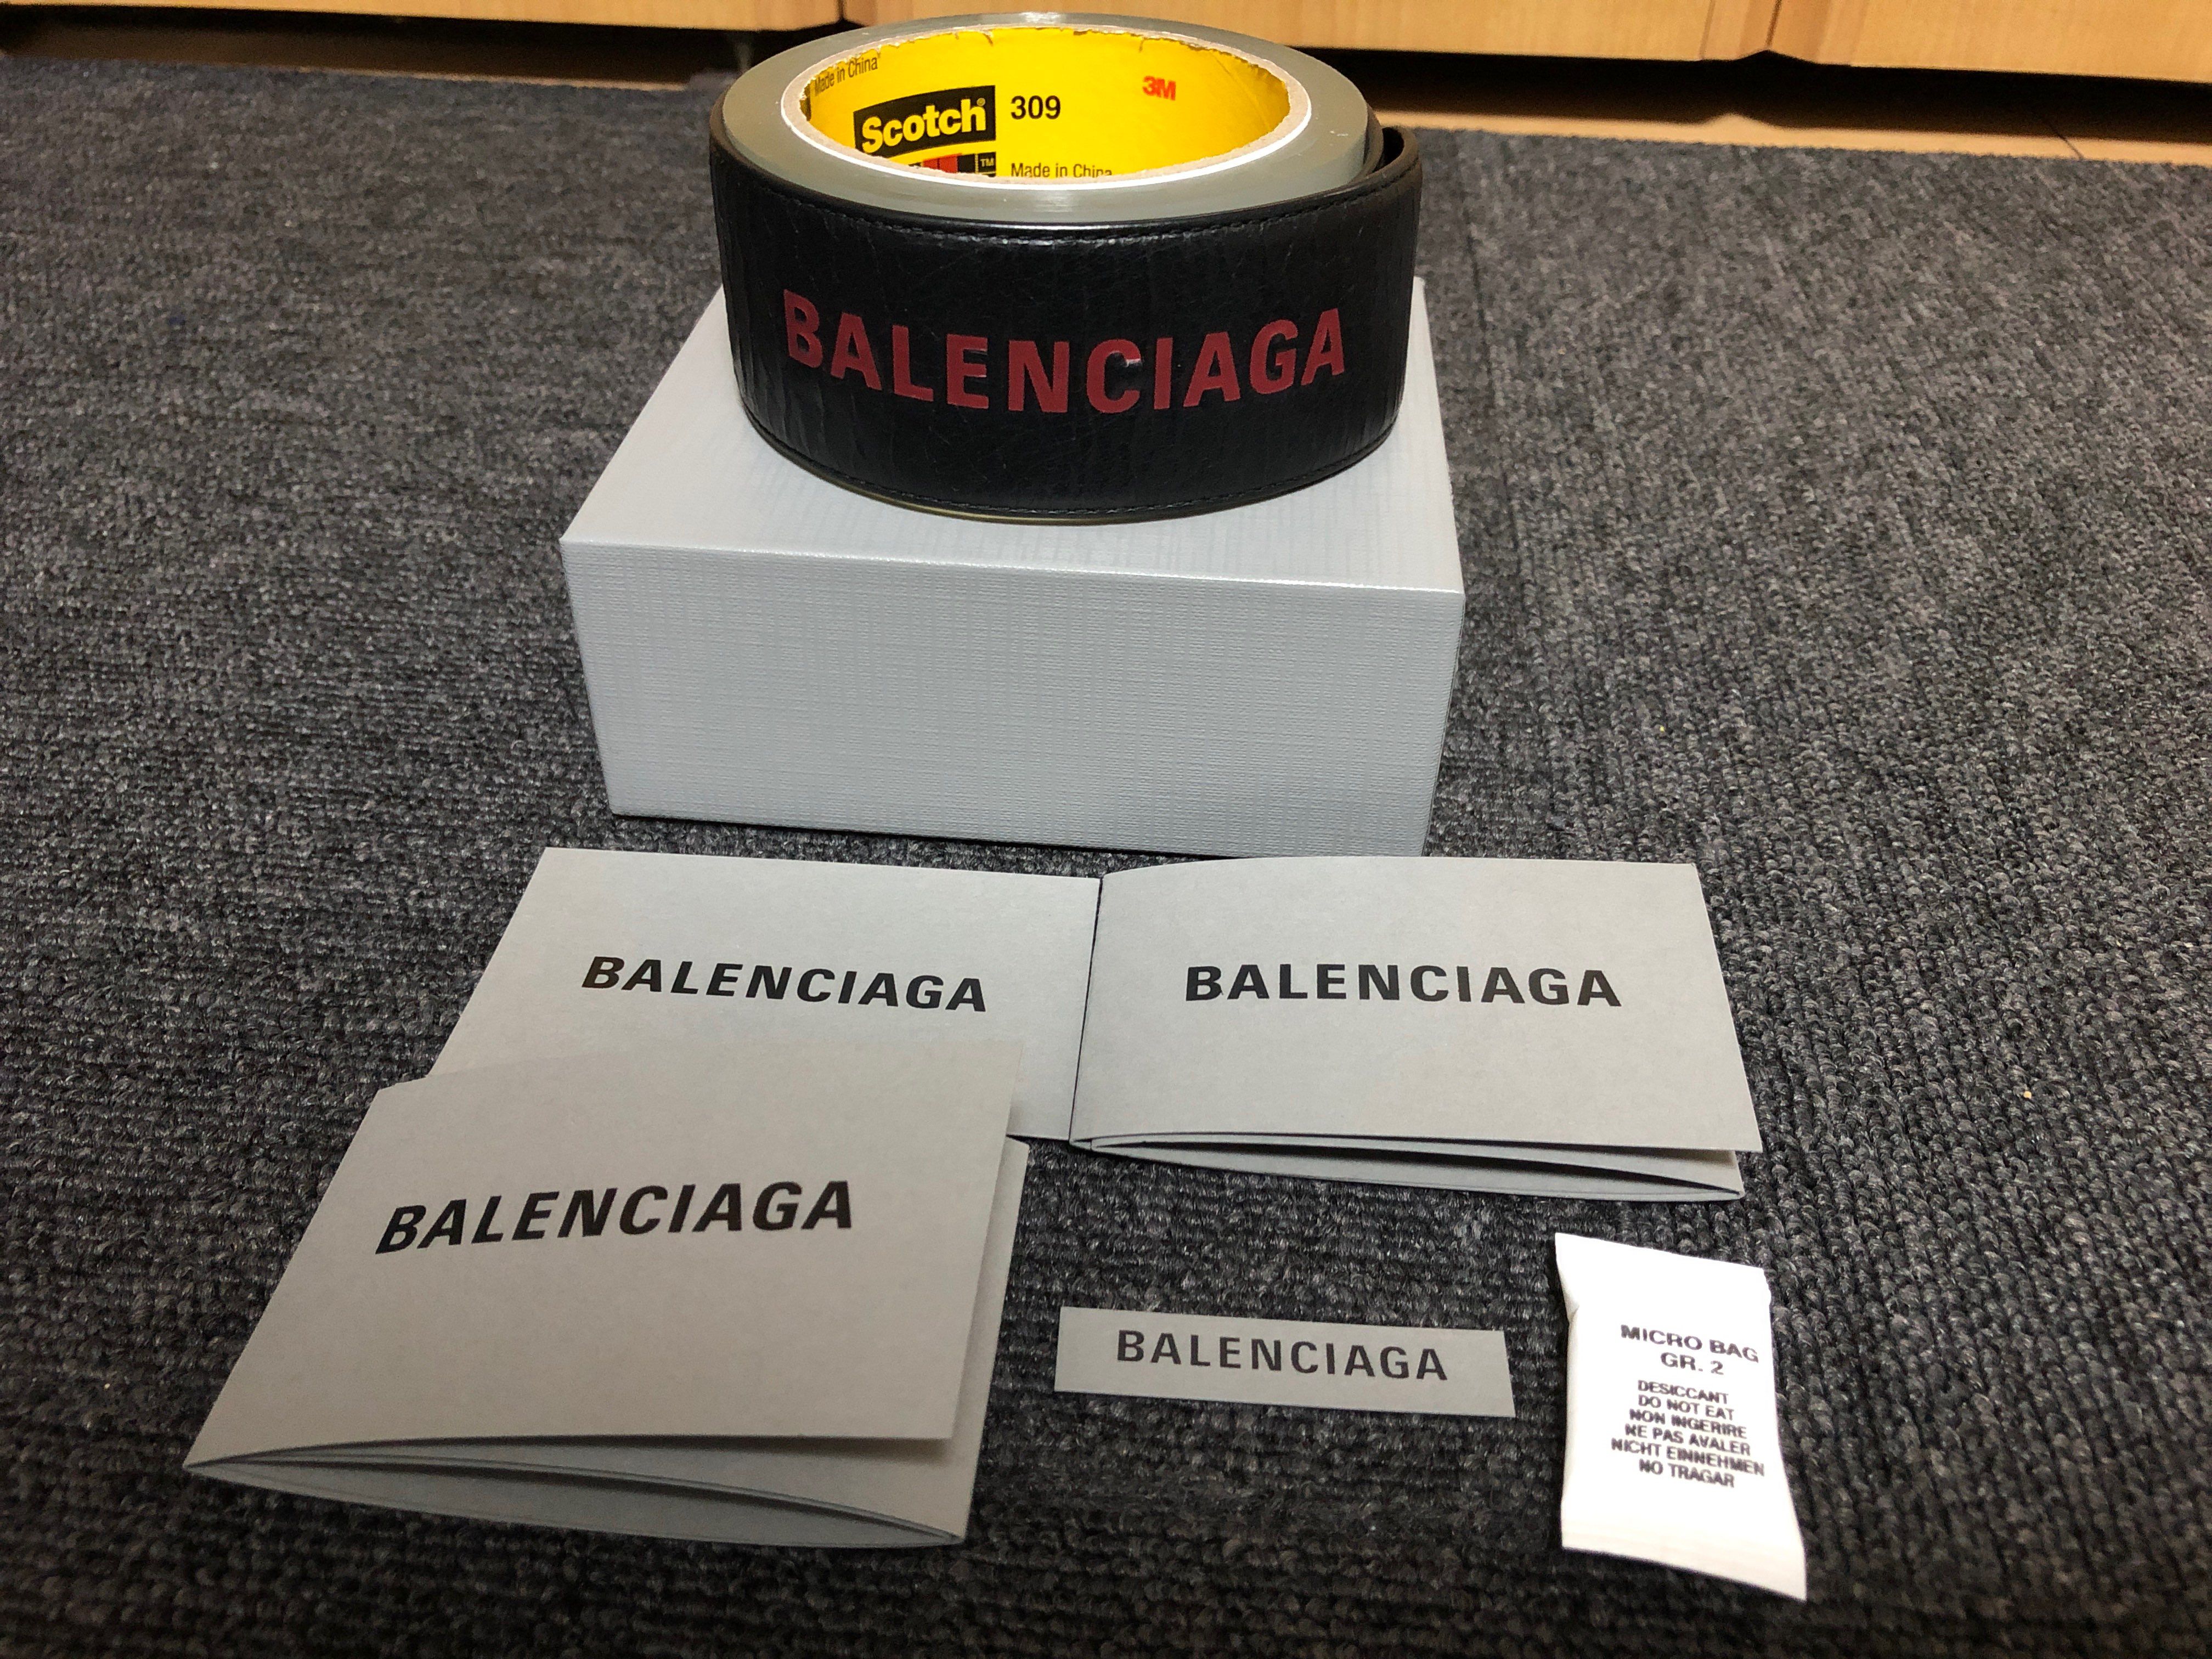 Made in China
Scotch® 309 3M
TM
Made in China
BALENCIAGA
BALENCIAGA
BALENCIAGA
BALENCIAGA
BALENCIAGA
MICRO BAG
GR. 2
DESICCANT
DO NOT EAT
NON INGERIRE
NE PAS AVALER
NICHT EINNEHMEN
NO TRAGAR